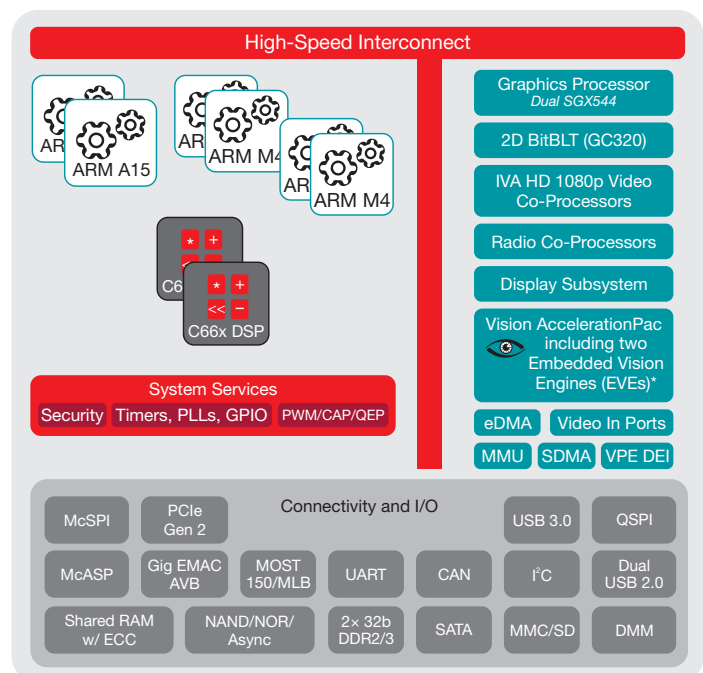 High-Speed Interconnect
AR
ARM A15
AR
ARM M4
AR
ARM M4
Graphics Processor
Dual SGX544
2D BitBLT (GC320)
IVA HD 1080p Video
Co-Processors
Radio Co-Processors
Display Subsystem
Vision AccelerationPac
including two
Embedded Vision
Engines (EVEs)*
* +
<<
C6
* +
<< −
C66x DSP
System Services
Security Timers, PLLs, GPIO PWM/CAP/QEP
eDMA Video In Ports
MMU SDMA VPE DEI
Connectivity and I/O
McSPI
PCIe
Gen 2
USB 3.0
QSPI
McASP
Gig EMAC
AVB
MOST
150/MLB
UART
CAN
I²C
Dual
USB 2.0
Shared RAM
w/ ECC
NAND/NOR/
Async
2× 32b
DDR2/3
SATA
MMC/SD
DMM